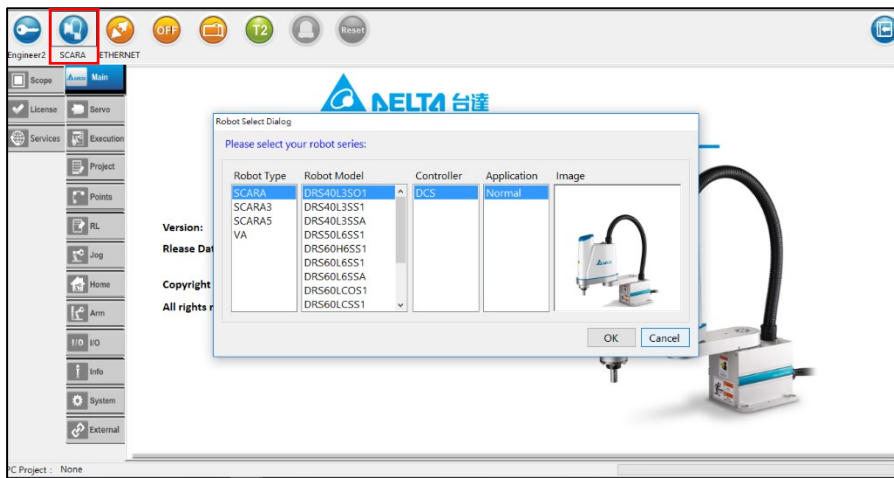 OFF
T2
Reset
Engineer2
SCARA
ETHERNET
Scope
License
Services
Main
Servo
Execution
Project
Points
RL
Jog
Home
Arm
I/O I/O
Info
System
External
DELTA 台達
Version:
Rlease Dat
Copyright
All rights r
Robot Select Dialog
Please select your robot series:
Robot Type
SCARA
SCARA3
SCARA5
VA
Robot Model
DRS40L3SO1
DRS40L3SS1
DRS40L3SSA
DRS50L6SS1
DRS60H6SS1
DRS60L6SS1
DRS60L6SSA
DRS60LCOS1
DRS60LCSS1
Controller
DCS
Application
Normal
Image
OK
Cancel
PC Project : None